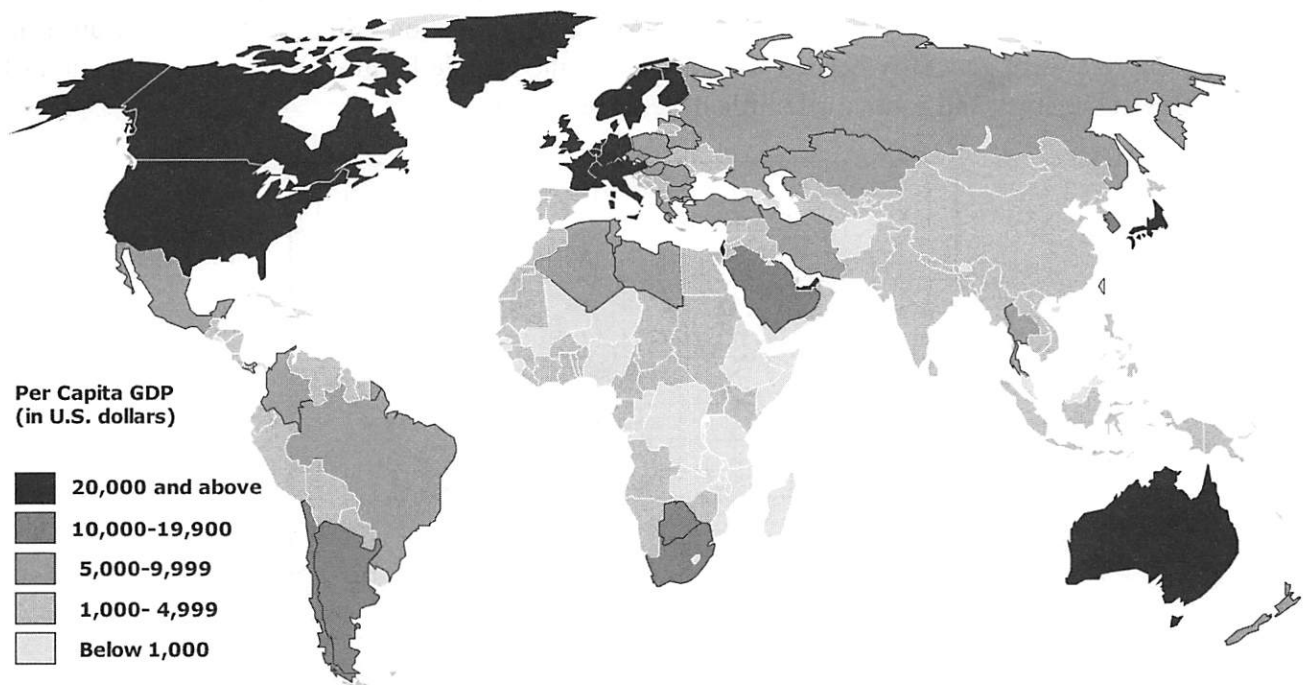 Per Capita GDP
(in U.S. dollars)
20,000 and above
10,000-19,900
5,000-9,999
1,000- 4,999
Below 1,000